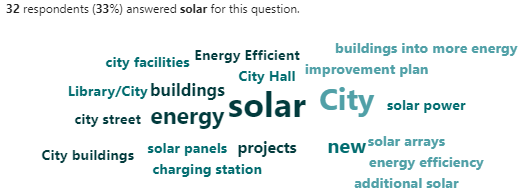 32 respondents (33%) answered solar for this question.
buildings into more energy
Energy Efficient
city facilities
improvement plan
City Hall
Library/City
buildings
solar
City
solar power
city street
energy
new
solar arrays
City buildings
solar panels
projects
energy efficiency
charging station
additional solar